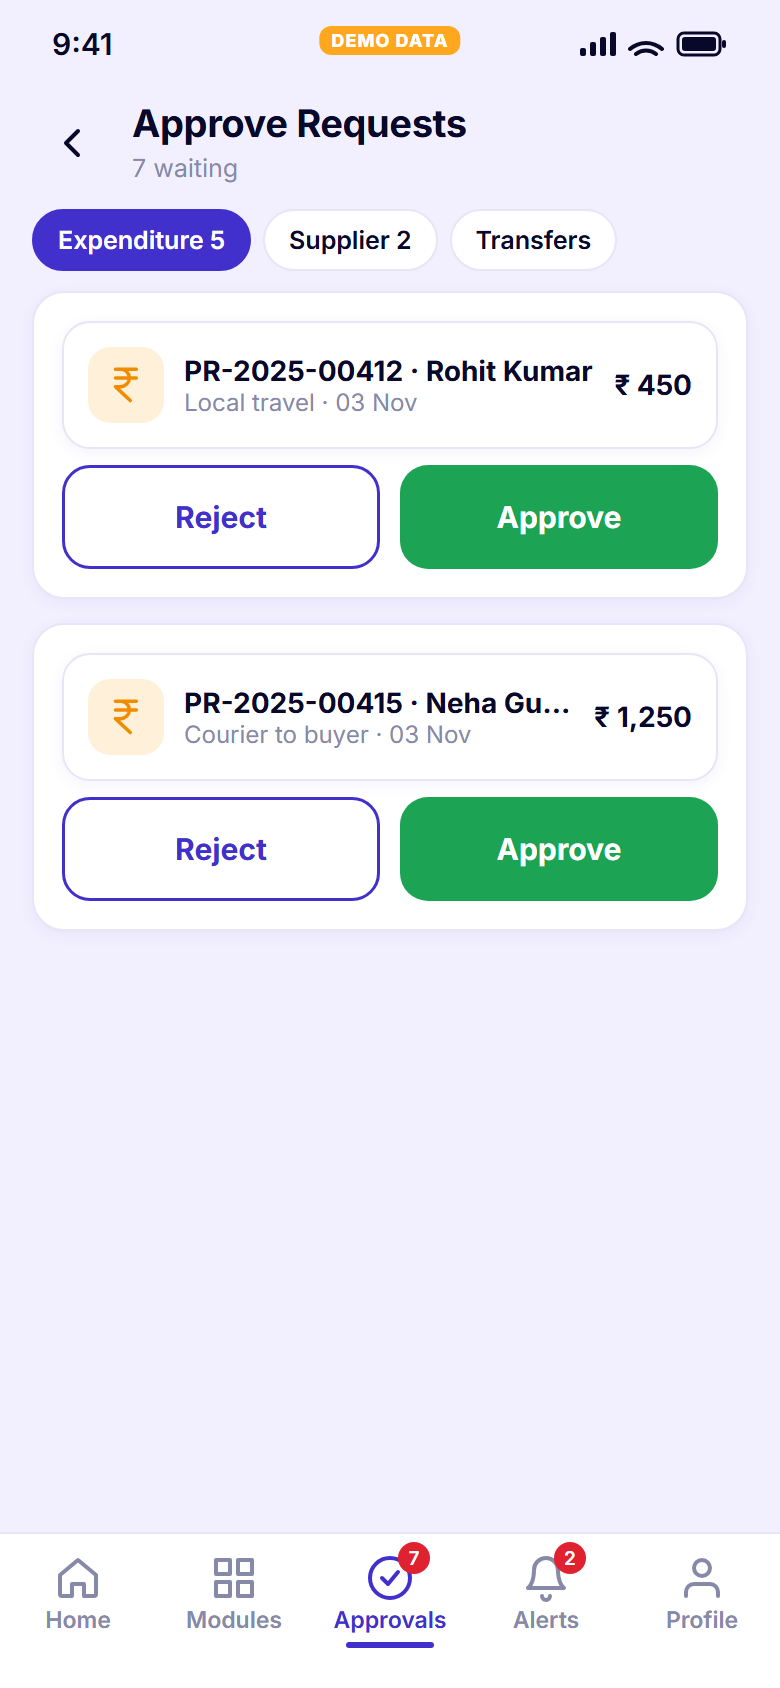 9:41
DEMO DATA
Approve Requests
7 waiting
Expenditure 5
Supplier 2
Transfers
PR-2025-00412 · Rohit Kumar
₹ 450
Local travel · 03 Nov
Reject
Approve
PR-2025-00415 · Neha Gu...
₹ 1,250
Courier to buyer · 03 Nov
Reject
Approve
7
2
Home
Modules
Approvals
Alerts
Profile